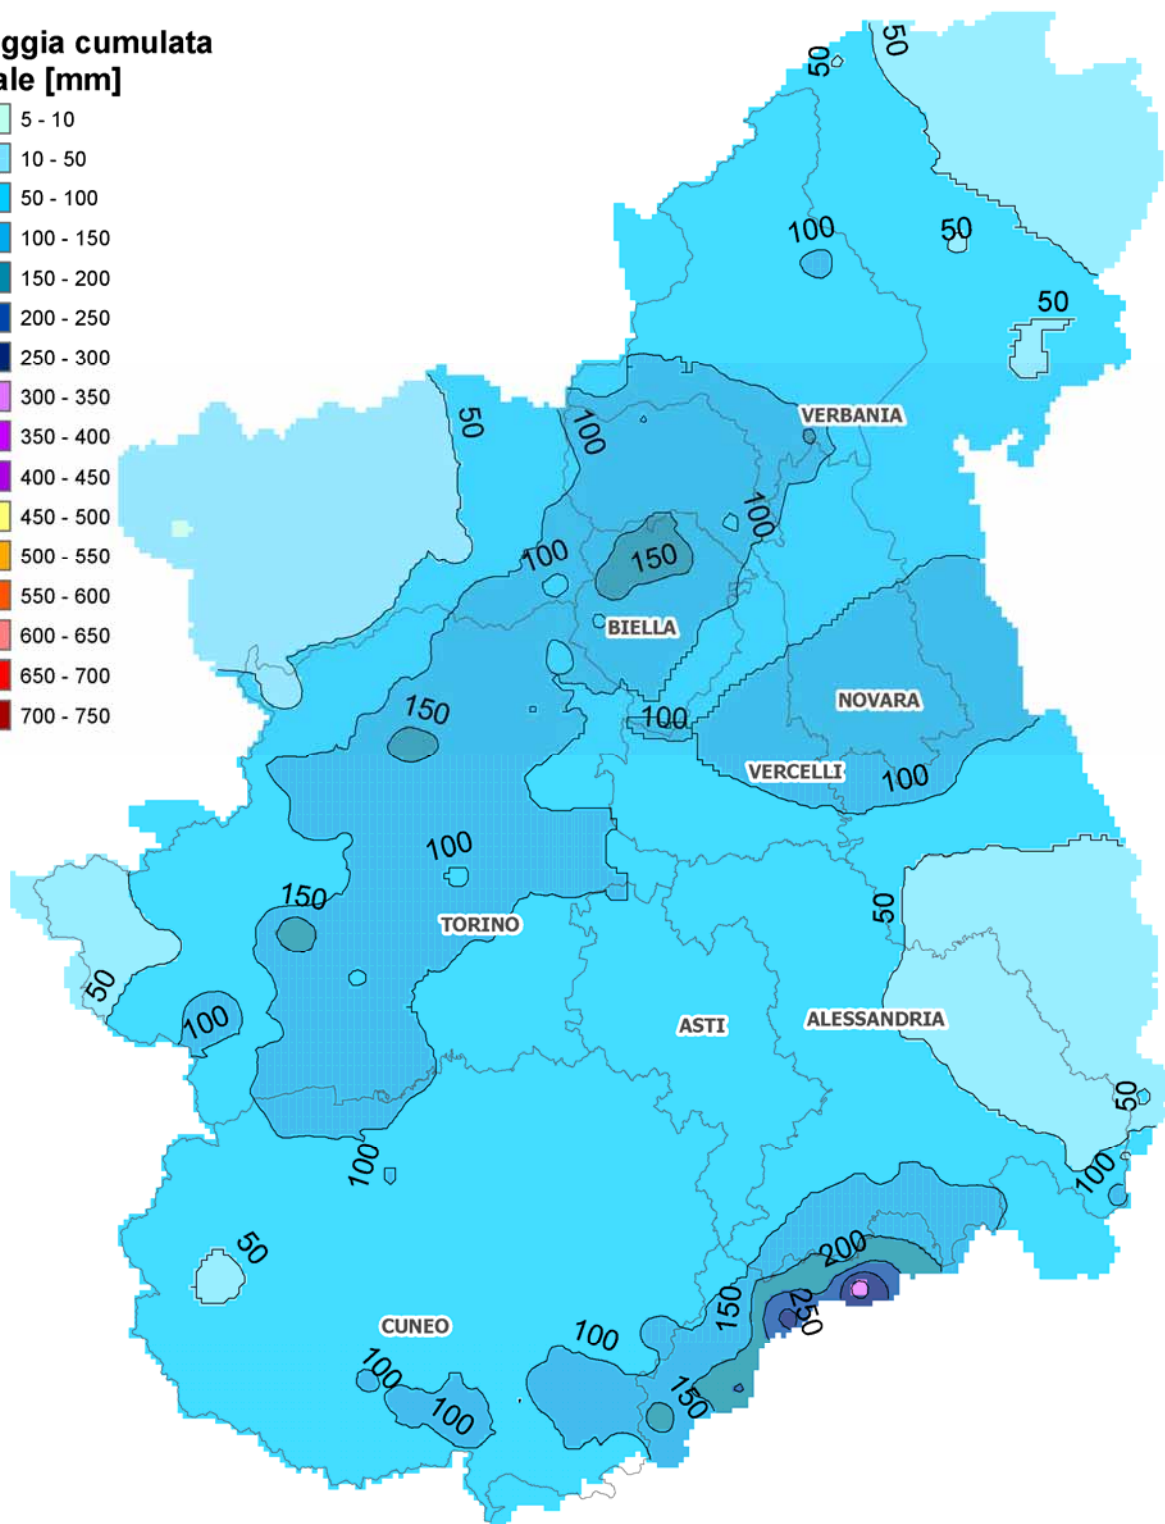 ggia cumulata
ale [mm]
5 - 10
10 - 50
50 - 100
100 - 150
150 - 200
200 - 250
250 - 300
300 - 350
350 - 400
400 - 450
450 - 500
500 - 550
550 - 600
600 - 650
650 - 700
700 - 750
50
50
100
50
50
VERBANIA
50
100
100
100
150
BIELLA
150
100
NOVARA
VERCELLI
100
100
150
TORINO
50
50
100
ASTI
ALESSANDRIA
50
100
100
50
200
150
250
CUNEO
100
100
100
150